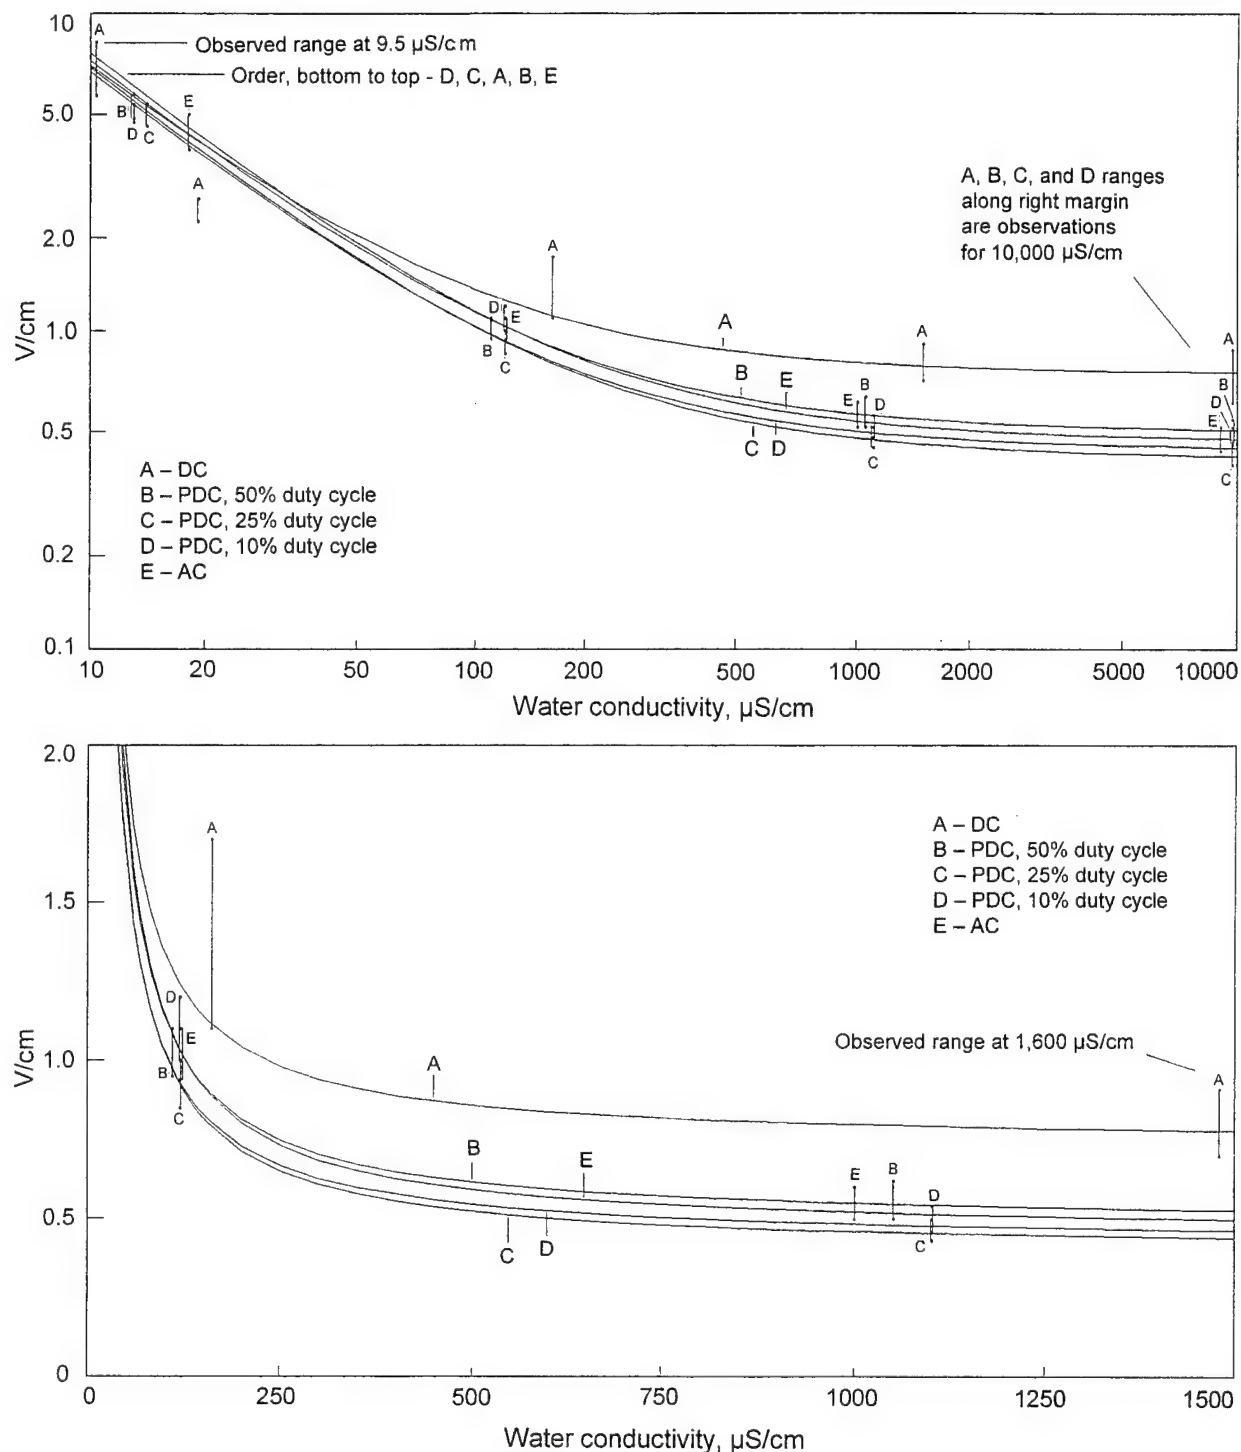 10
A
Observed range at 9.5 µS/cm
Order, bottom to top - D, C, A, B, E
5.0
B
D
C
E
A
A, B, C, and D ranges
along right margin
are observations
for 10,000 µS/cm
2.0
A
V/cm
1.0
D
E
B
C
A
A
A
B
E
B
E
D
B
D
E
0.5
C
D
C
C
A – DC
B – PDC, 50% duty cycle
C – PDC, 25% duty cycle
D – PDC, 10% duty cycle
E – AC
0.2
0.1
10 20 50 100 200 500 1000 2000 5000 10000
Water conductivity, µS/cm
2.0
A
A – DC
B – PDC, 50% duty cycle
C – PDC, 25% duty cycle
D – PDC, 10% duty cycle
E – AC
1.5
D
E
V/cm
1.0
B
C
A
Observed range at 1,600 µS/cm
A
B
E
E
B
D
0.5
C
D
C
0
0 250 500 750 1000 1250 1500
Water conductivity, µS/cm